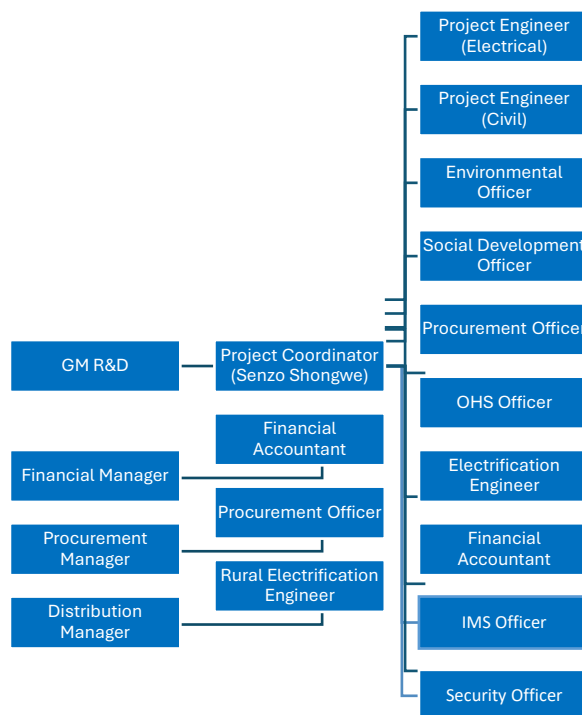 Project Engineer
(Electrical)
Project Engineer
(Civil)
Environmental
Officer
Social Development
Officer
Procurement Officer
GM R&D
Project Coordinator
(Senzo Shongwe)
OHS Officer
Financial
Accountant
Financial Manager
Electrification
Engineer
Procurement Officer
Procurement
Manager
Financial
Accountant
Rural Electrification
Engineer
Distribution
Manager
IMS Officer
Security Officer